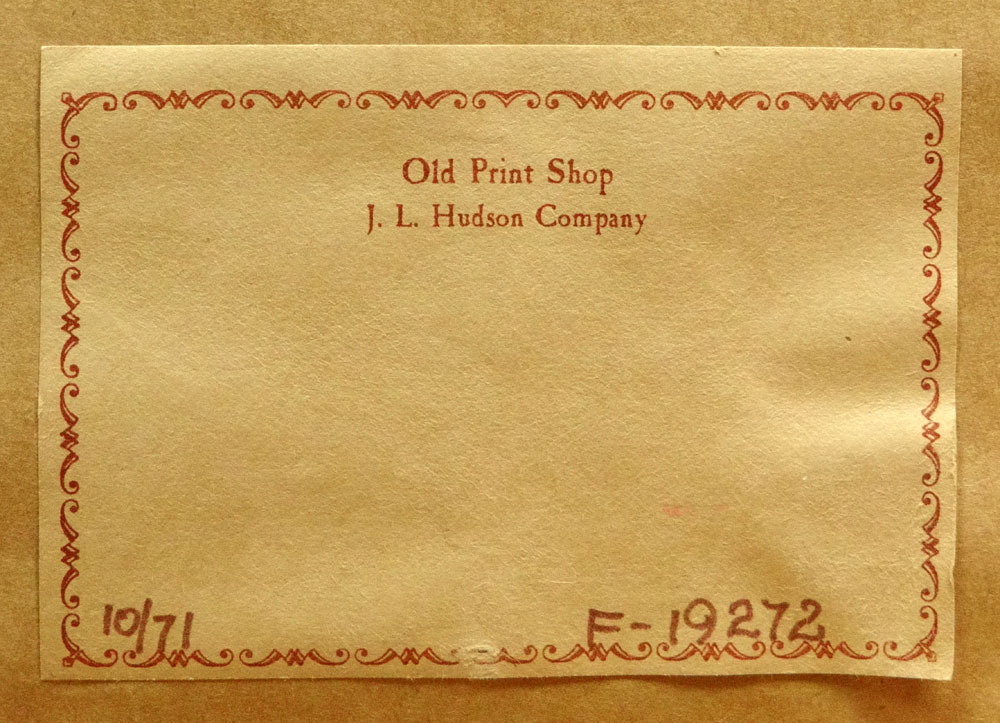 Old Print Shop
J. L. Hudson Company
10/71 F-19272